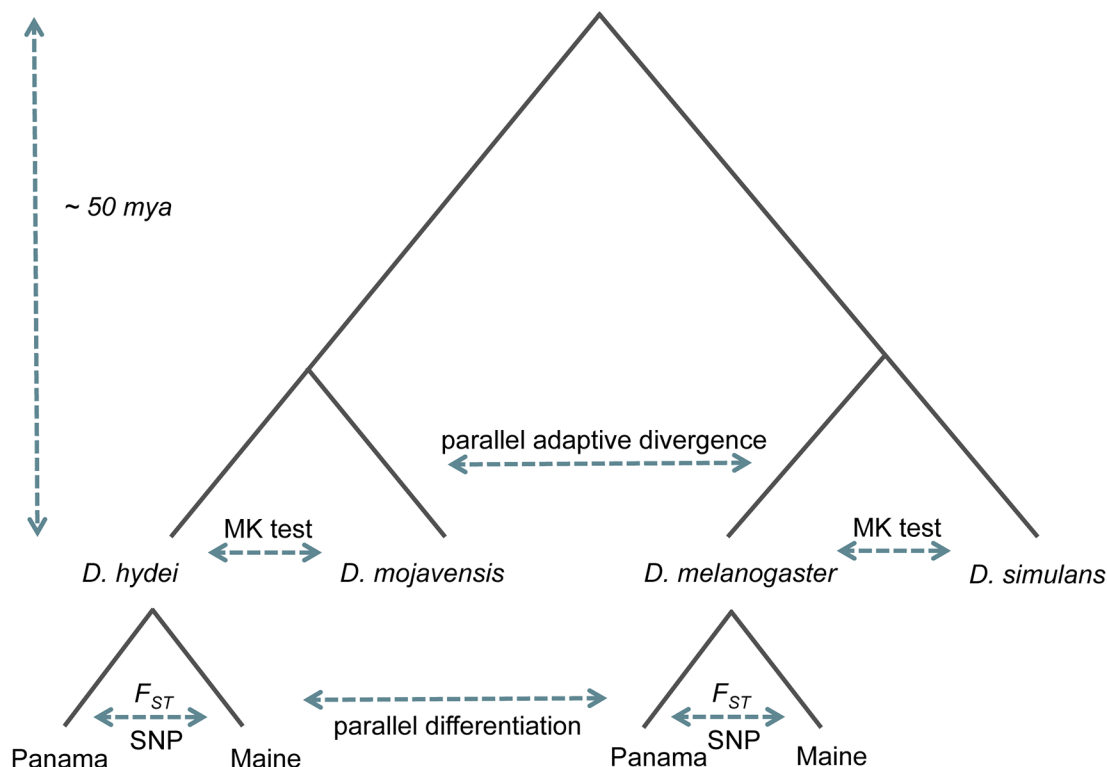 ~ 50 mya
parallel adaptive divergence
MK test
MK test
D. hydei
D. mojavensis
D. melanogaster
D. simulans
FST
FST
SNP
parallel differentiation
SNP
Panama
Maine
Panama
Maine